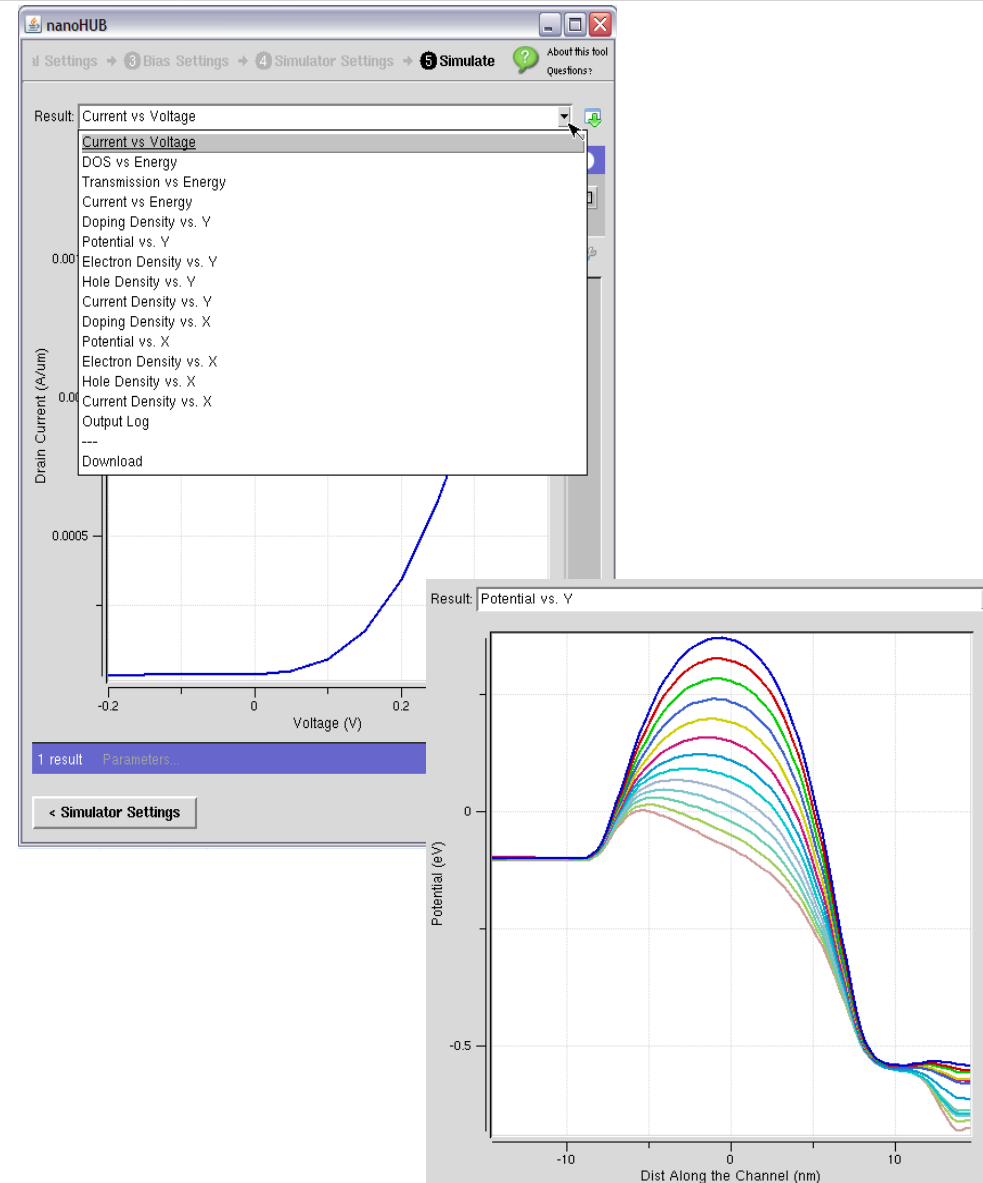 nanoHUB
Settings → 3 Bias Settings → 4 Simulator Settings → 5 Simulate
? About this tool
Questions?
Result: Current vs Voltage
Current vs Voltage
DOS vs Energy
Transmission vs Energy
Current vs Energy
Doping Density vs. Y
Potential vs. Y
Electron Density vs. Y
Hole Density vs. Y
Current Density vs. Y
Doping Density vs. X
Potential vs. X
Electron Density vs. X
Hole Density vs. X
Current Density vs. X
Output Log
---
Download
Drain Current (A/um)
0.0005
-0.2 0 0.2
Voltage (V)
1 result Parameters...
< Simulator Settings
Result: Potential vs. Y
Potential (eV)
0
-0.5
-10 0 10
Dist Along the Channel (nm)